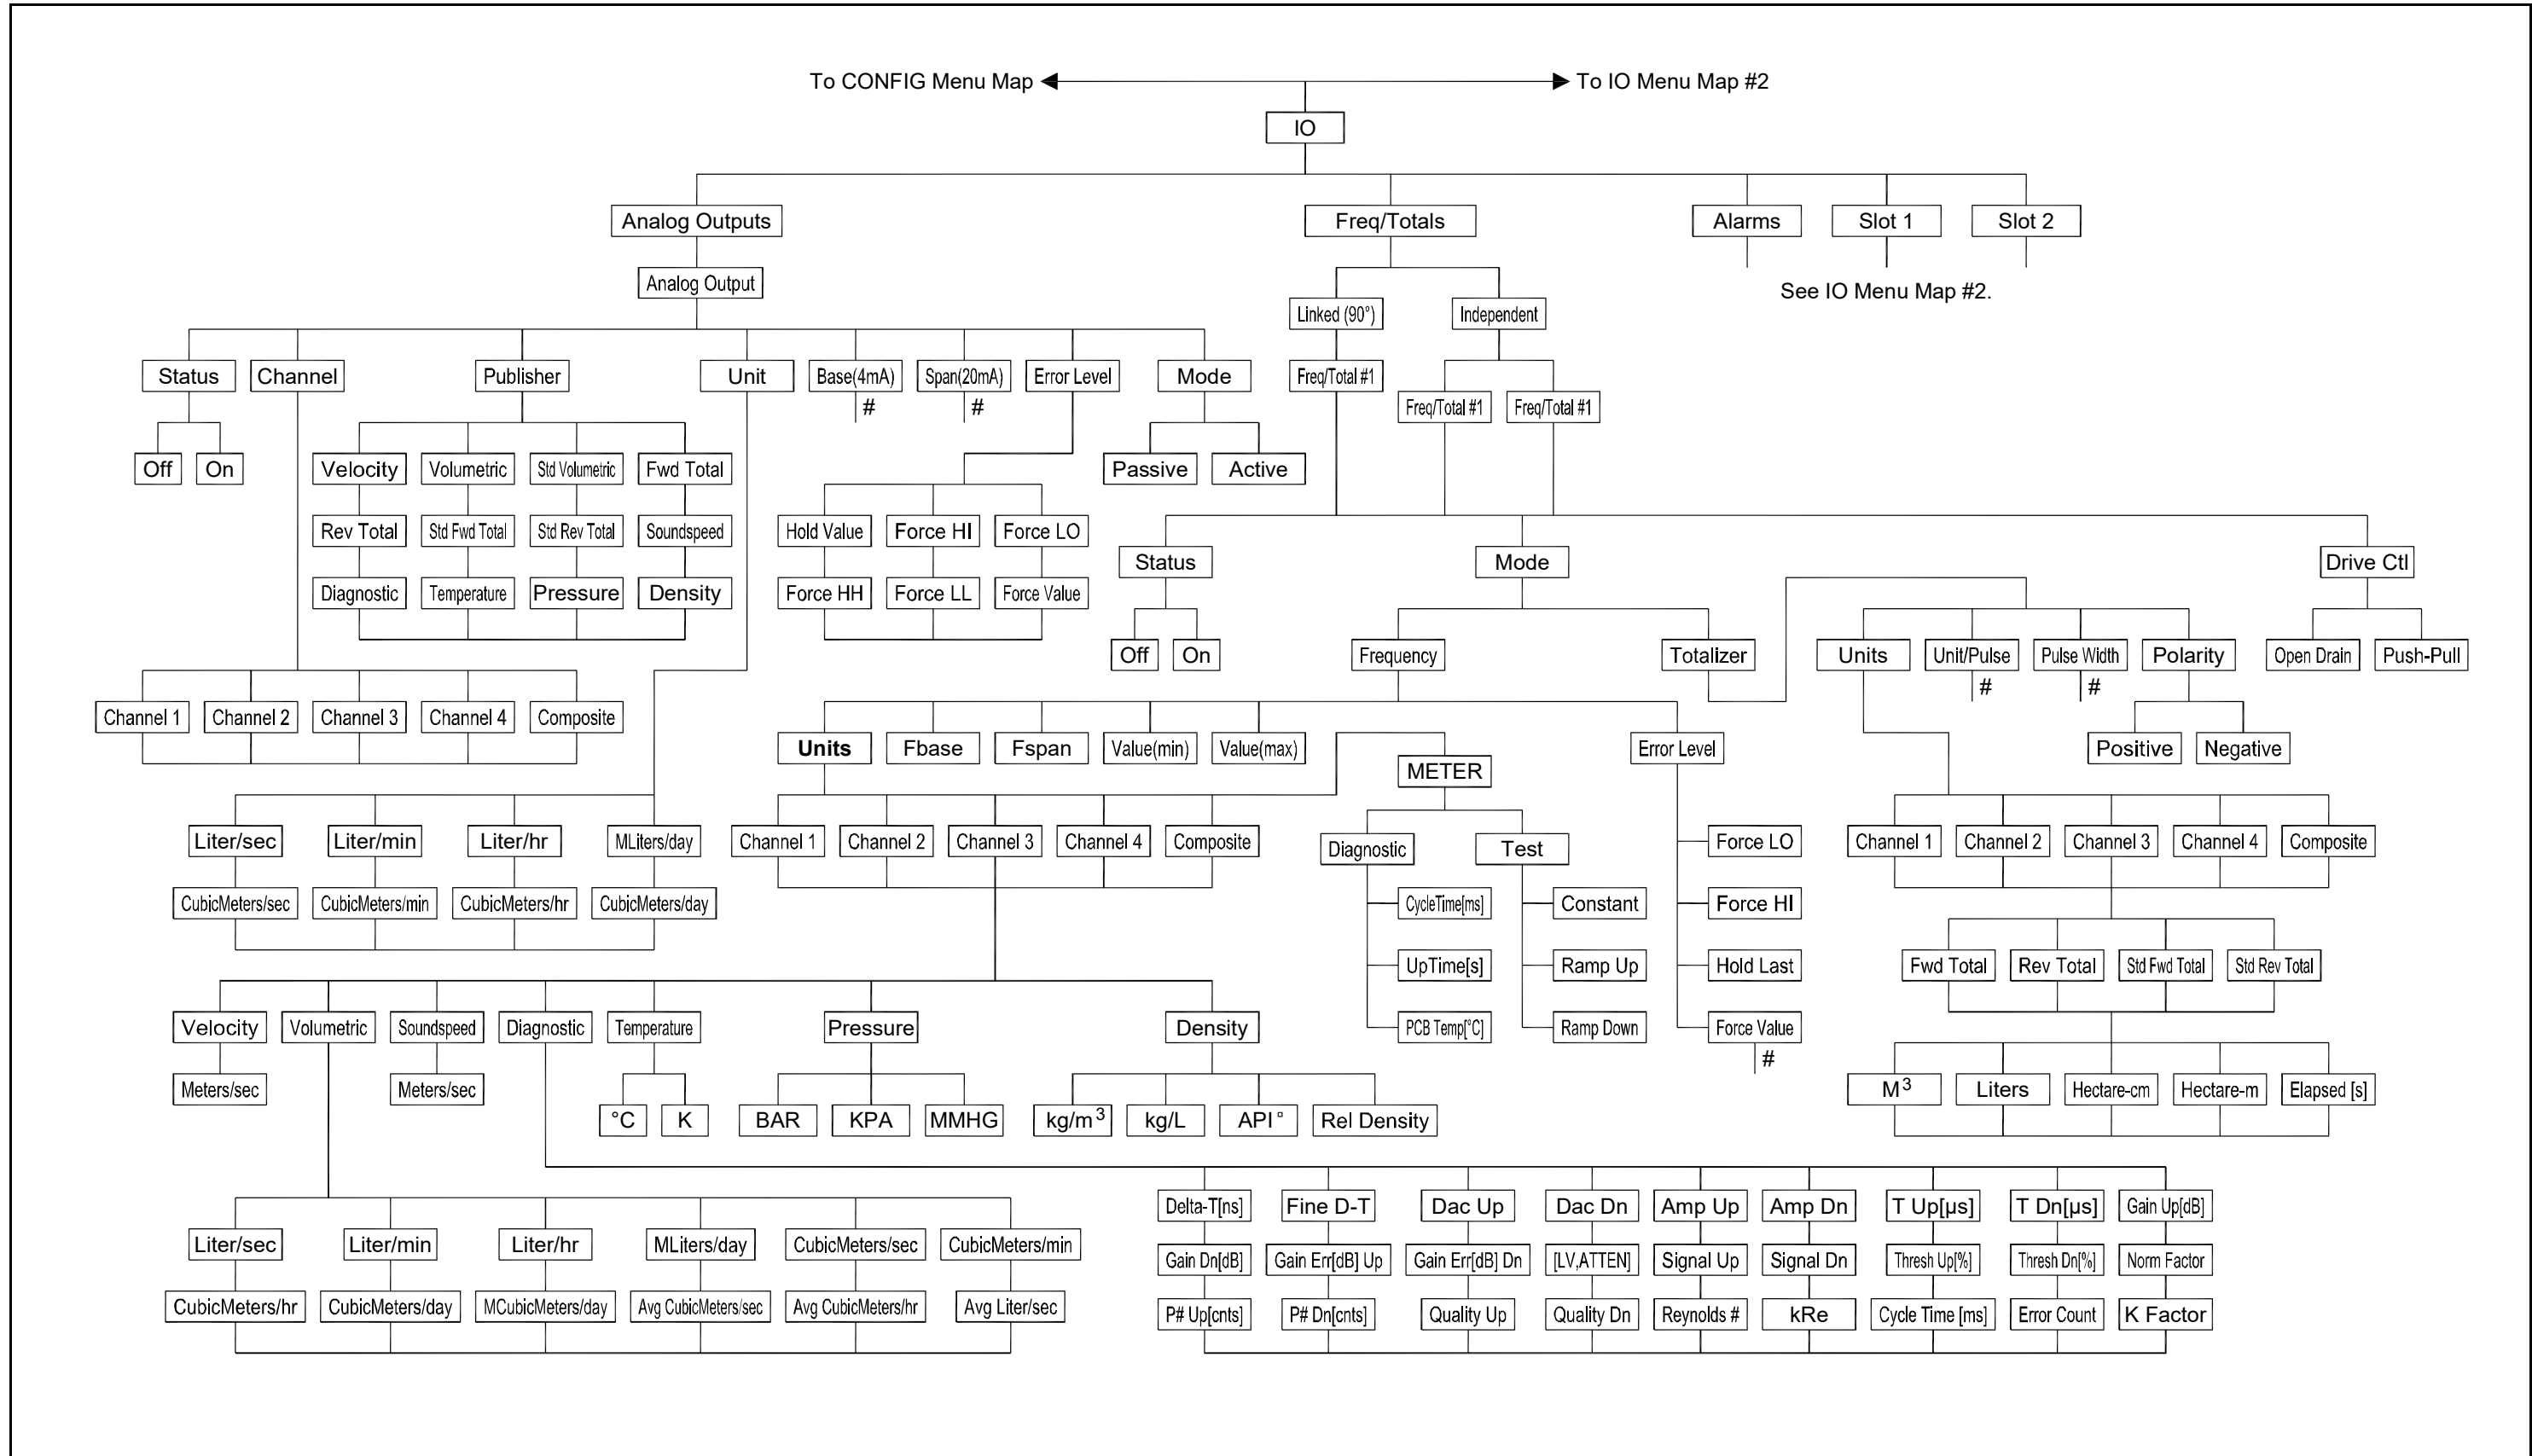 To CONFIG Menu Map To IO Menu Map #2
IO
Analog Outputs Freq/Totals Alarms Slot 1 Slot 2
Analog Output
See IO Menu Map #2.
Linked (90°) Independent
Status Channel Publisher Unit Base(4mA) Span(20mA) Error Level Mode Freq/Total #1
# #
Freq/Total #1 Freq/Total #1
Off On Velocity Volumetric Std Volumetric Fwd Total Passive Active
Rev Total Std Fwd Total Std Rev Total Soundspeed Hold Value Force HI Force LO
Status Mode Drive Ctl
Diagnostic Temperature Pressure Density Force HH Force LL Force Value
Off On Frequency Totalizer Units Unit/Pulse Pulse Width Polarity Open Drain Push-Pull
# #
Channel 1 Channel 2 Channel 3 Channel 4 Composite
Units Fbase Fspan Value(min) Value(max) Error Level Positive Negative
METER
Liter/sec Liter/min Liter/hr MLiters/day Channel 1 Channel 2 Channel 3 Channel 4 Composite Diagnostic Test Force LO Channel 1 Channel 2 Channel 3 Channel 4 Composite
CubicMeters/sec CubicMeters/min CubicMeters/hr CubicMeters/day CycleTime[ms] Constant Force HI
UpTime[s] Ramp Up Hold Last Fwd Total Rev Total Std Fwd Total Std Rev Total
Velocity Volumetric Soundspeed Diagnostic Temperature Pressure Density PCB Temp[°C] Ramp Down Force Value
#
Meters/sec Meters/sec M³ Liters Hectare-cm Hectare-m Elapsed [s]
°C K BAR KPA MMHG kg/m³ kg/L API¤ Rel Density
Delta-T[ns] Fine D-T Dac Up Dac Dn Amp Up Amp Dn T Up[µs] T Dn[µs] Gain Up[dB]
Liter/sec Liter/min Liter/hr MLiters/day CubicMeters/sec CubicMeters/min
Gain Dn[dB] Gain Err[dB] Up Gain Err[dB] Dn [LV,ATTEN] Signal Up Signal Dn Thresh Up[%] Thresh Dn[%] Norm Factor
CubicMeters/hr CubicMeters/day MCubicMeters/day Avg CubicMeters/sec Avg CubicMeters/hr Avg Liter/sec
P# Up[cnts] P# Dn[cnts] Quality Up Quality Dn Reynolds # kRe Cycle Time [ms] Error Count K Factor